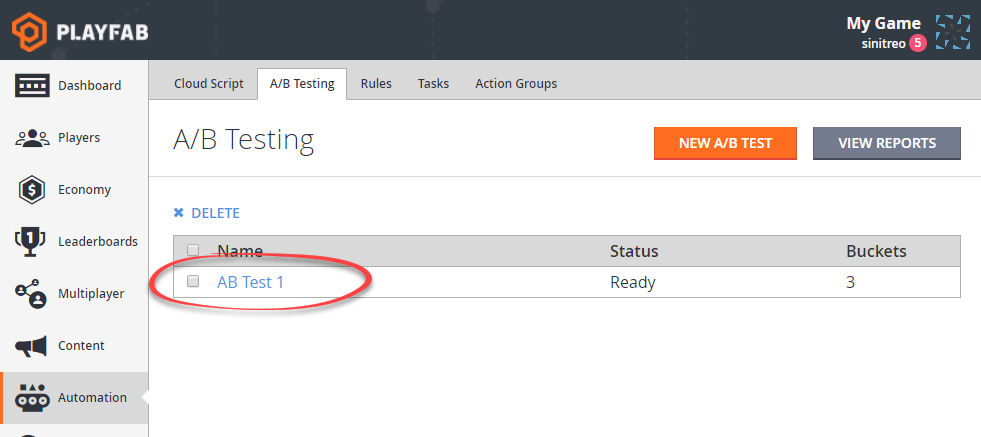 PLAYFAB
My Game
sinitreo 5
Dashboard
Players
Economy
Leaderboards
Multiplayer
Content
Automation
Cloud Script A/B Testing Rules Tasks Action Groups
A/B Testing
NEW A/B TEST VIEW REPORTS
DELETE
Name Status Buckets
AB Test 1 Ready 3